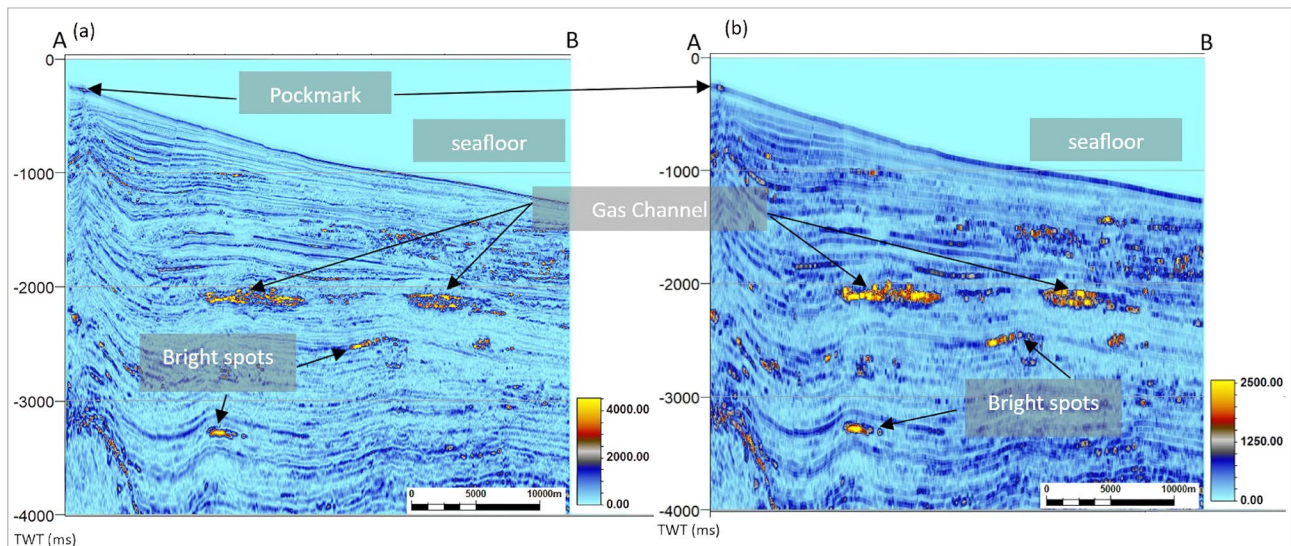 A (a) B
0
-1000
-2000
-3000
-4000
TWT (ms)
Pockmark
seafloor
Gas Channel
Bright spots
4000.00
2000.00
0.00
0 5000 10000m
A (b) B
0
-1000
-2000
-3000
-4000
TWT (ms)
seafloor
Bright spots
2500.00
1250.00
0.00
0 5000 10000m